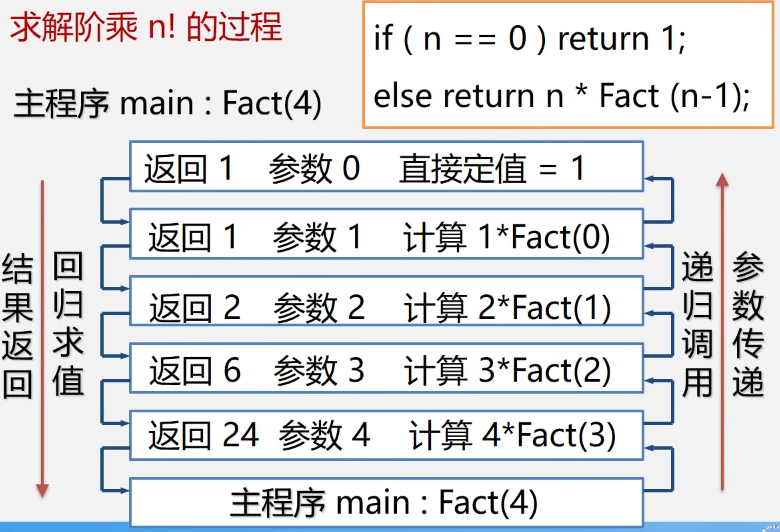 求解阶乘 n! 的过程
if ( n == 0 ) return 1;
else return n * Fact (n-1);
主程序 main : Fact(4)
返回 1 参数 0 直接定值 = 1
返回 1 参数 1 计算 1*Fact(0)
返回 2 参数 2 计算 2*Fact(1)
返回 6 参数 3 计算 3*Fact(2)
返回 24 参数 4 计算 4*Fact(3)
主程序 main : Fact(4)
结果返回
回归求值
递归调用
参数传递